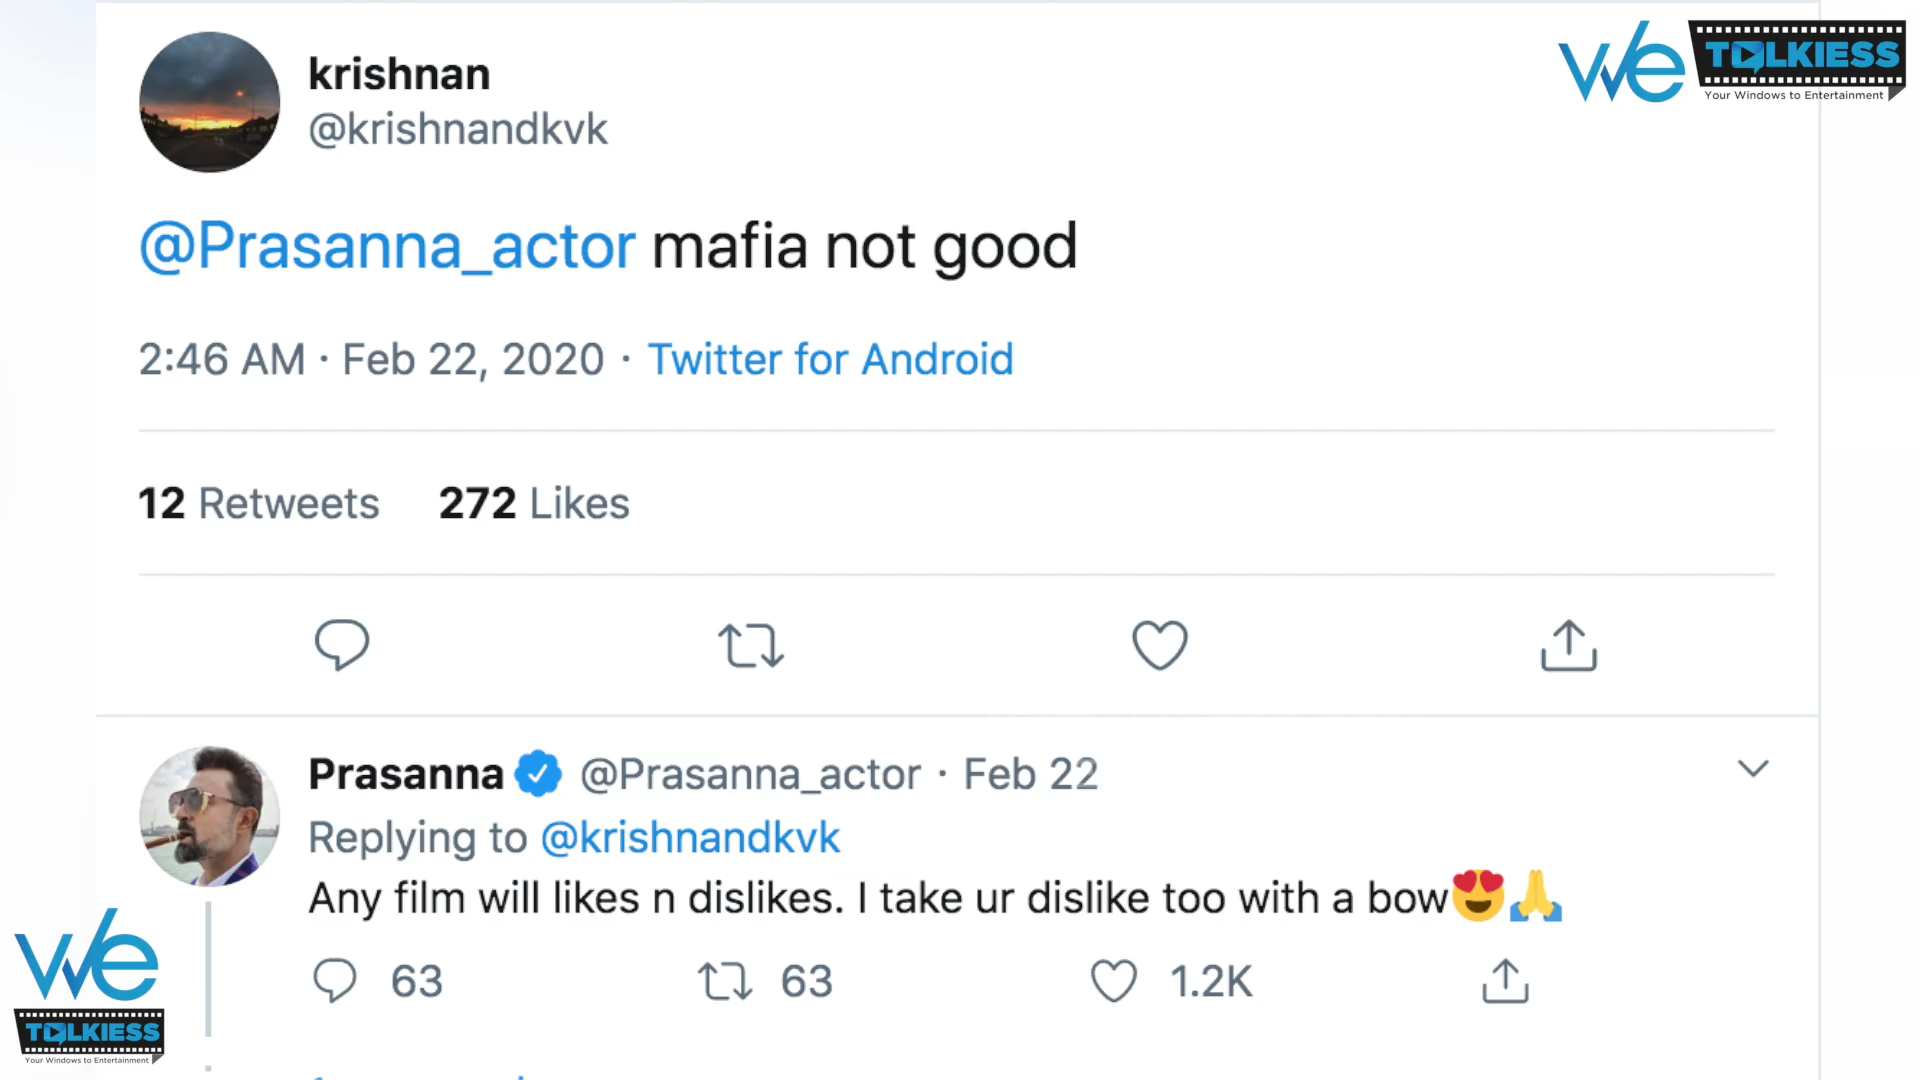 We TALKIESS
Your Windows to Entertainment
krishnan
@krishnandkvk
@Prasanna_actor mafia not good
2:46 AM · Feb 22, 2020 · Twitter for Android
12 Retweets 272 Likes
Prasanna @Prasanna_actor · Feb 22
Replying to @krishnandkvk
Any film will likes n dislikes. I take ur dislike too with a bow😍🙏
63 63 1.2K
We
TALKIESS
Your Windows to Entertainment